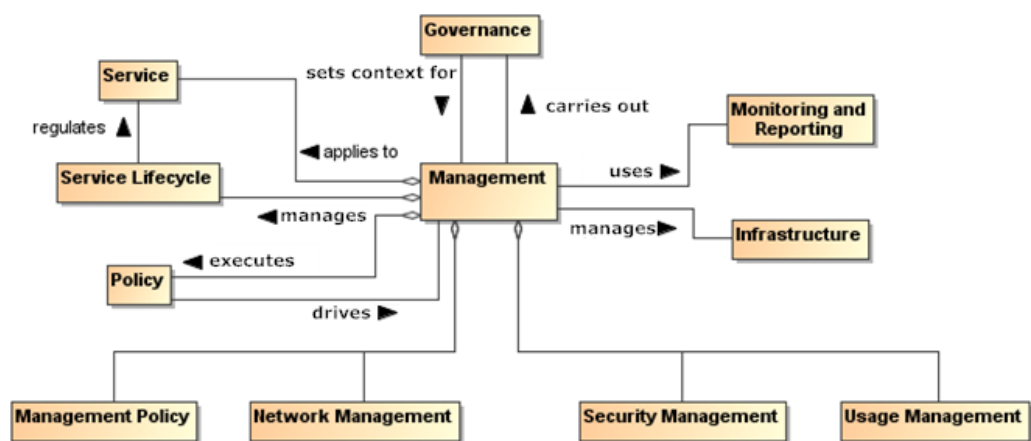 Governance
Service
sets context for
carries out
Monitoring and
Reporting
regulates
applies to
uses
Service Lifecycle
Management
manages
manages
Infrastructure
executes
Policy
drives
Management Policy
Network Management
Security Management
Usage Management